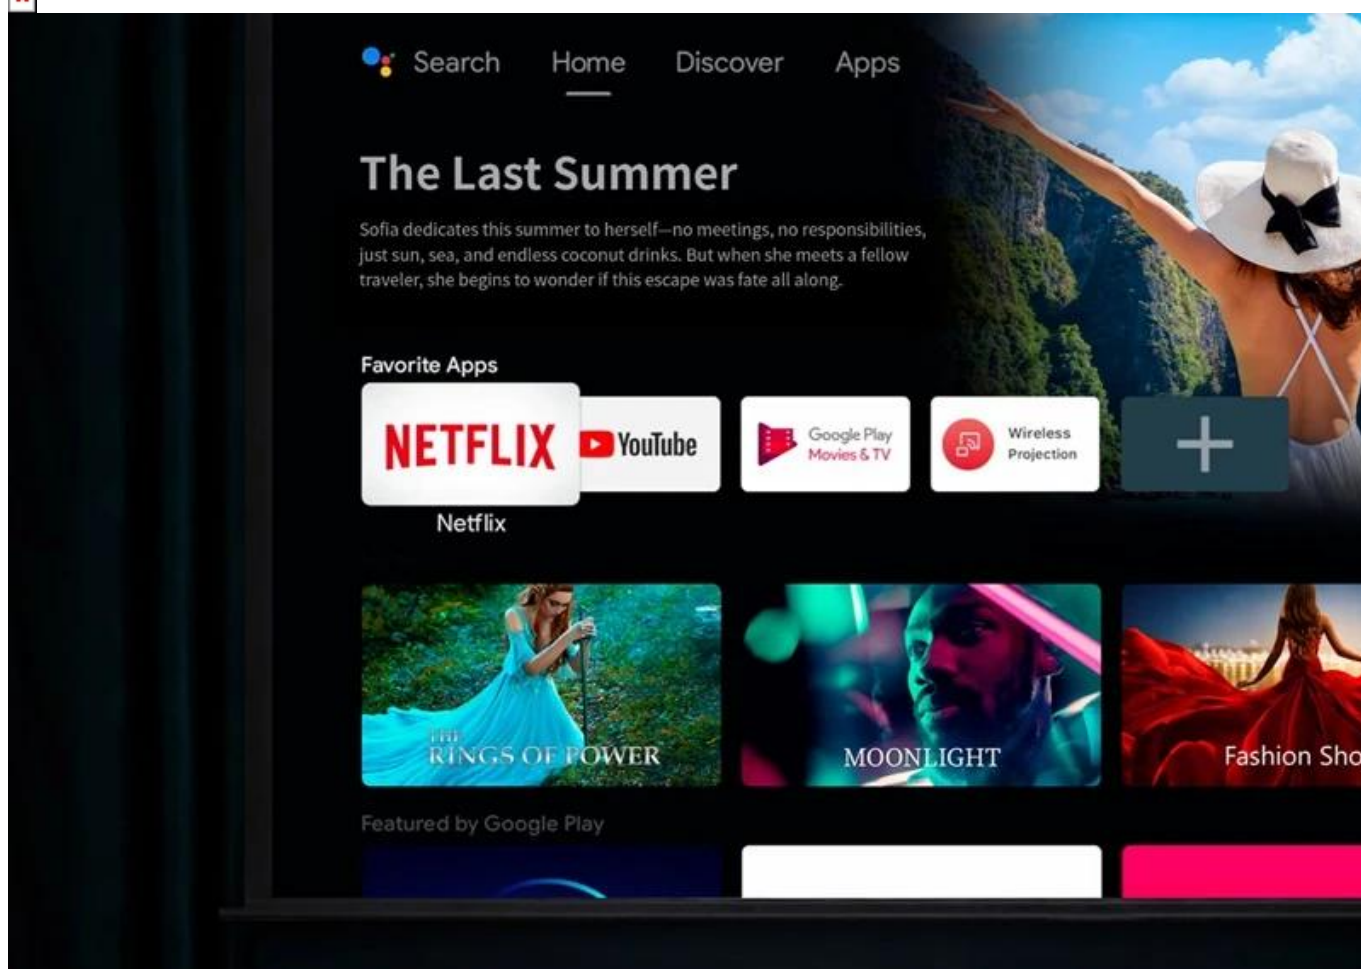 Search Home Discover Apps
The Last Summer
Sofia dedicates this summer to herself—no meetings, no responsibilities,
just sun, sea, and endless coconut drinks. But when she meets a fellow
traveler, she begins to wonder if this escape was fate all along.
Favorite Apps
NETFLIX
YouTube
Google Play
Movies & TV
Wireless
Projection
Netflix
THE
RINGS OF POWER
MOONLIGHT
Fashion Sho
Featured by Google Play